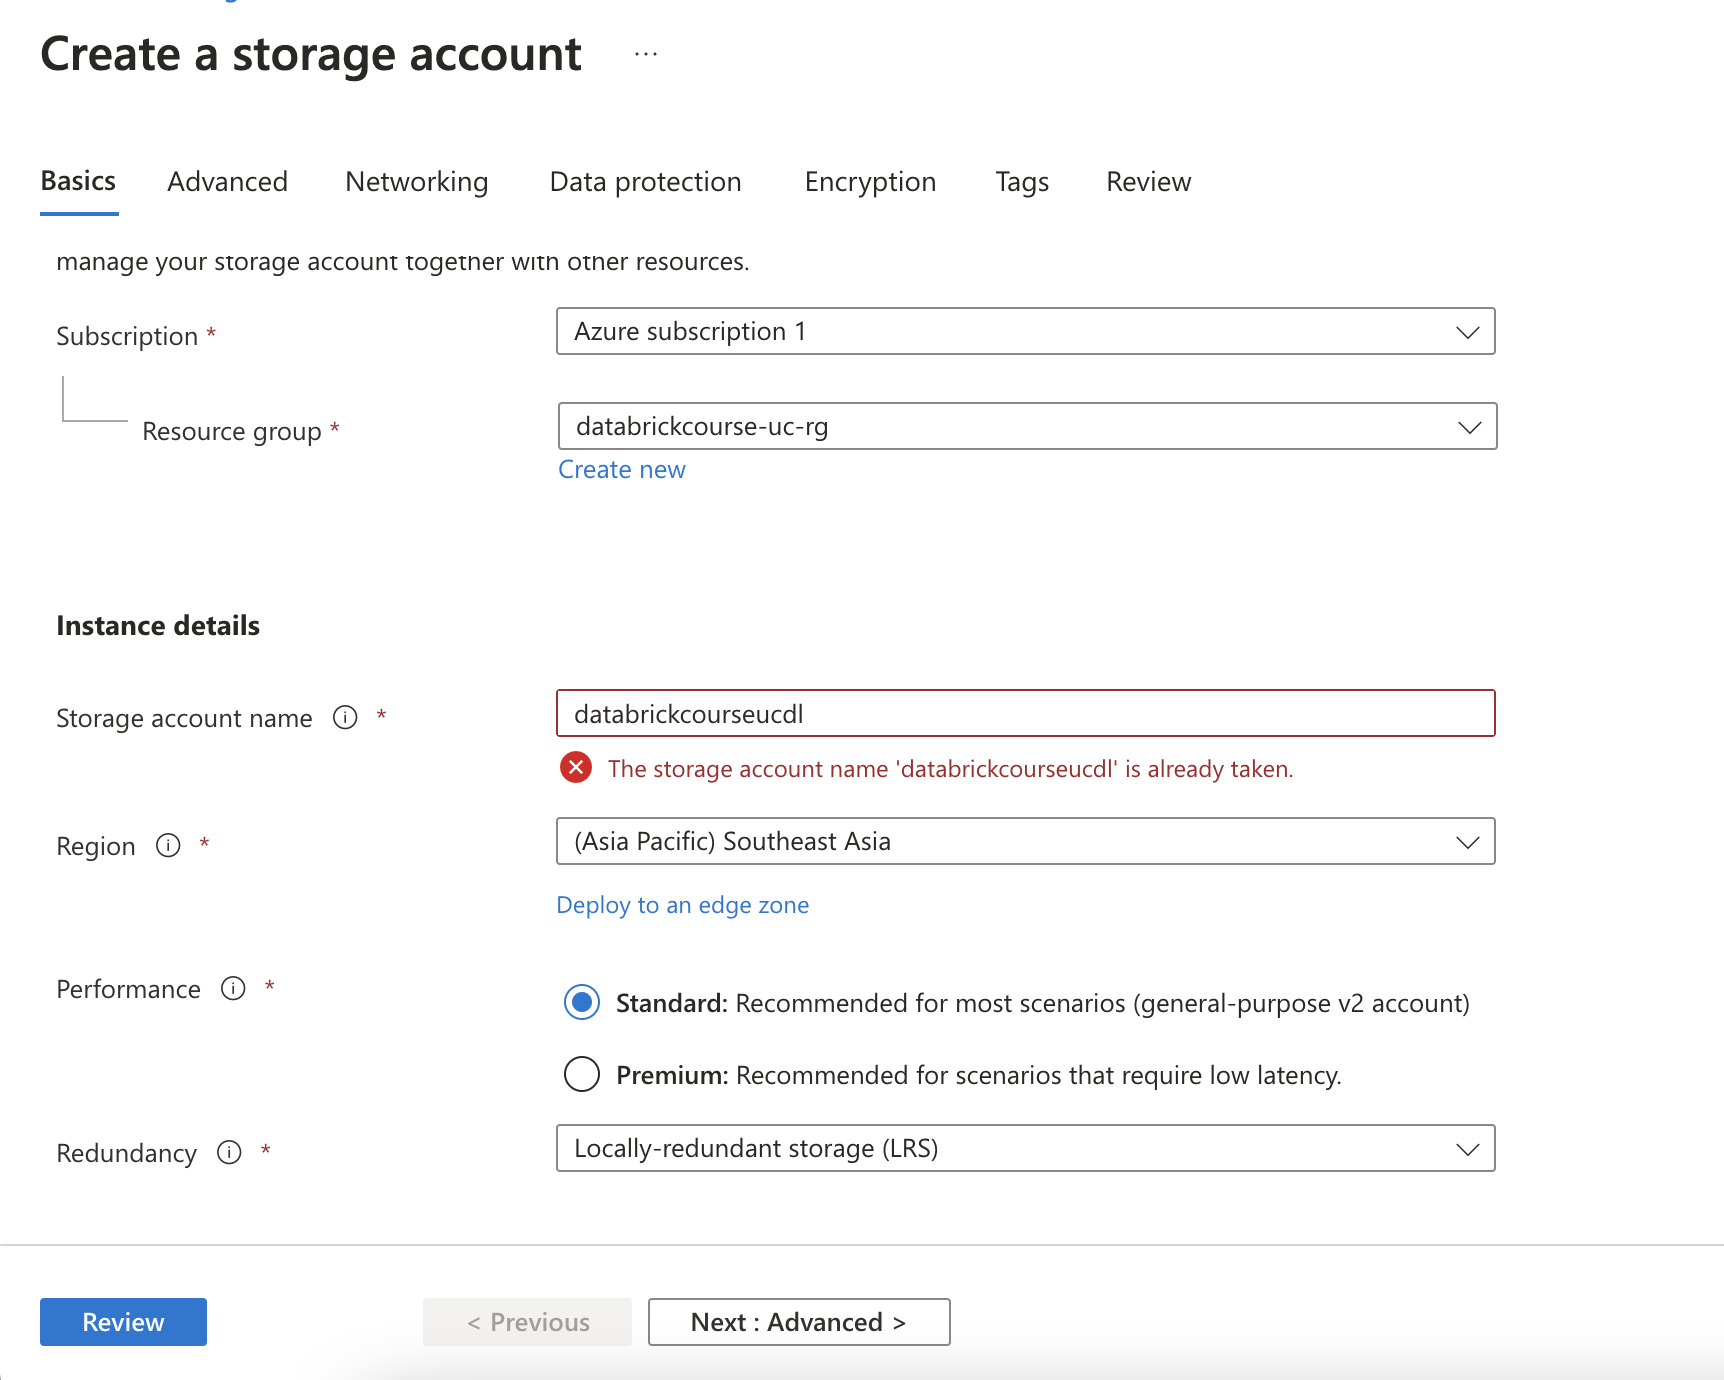 Create a storage account ...
Basics Advanced Networking Data protection Encryption Tags Review
manage your storage account together with other resources.
Subscription * Azure subscription 1
Resource group * databrickcourse-uc-rg
Create new
Instance details
Storage account name * databrickcourseucdl
The storage account name 'databrickcourseucdl' is already taken.
Region * (Asia Pacific) Southeast Asia
Deploy to an edge zone
Performance * Standard: Recommended for most scenarios (general-purpose v2 account)
Premium: Recommended for scenarios that require low latency.
Redundancy * Locally-redundant storage (LRS)
Review < Previous Next : Advanced >